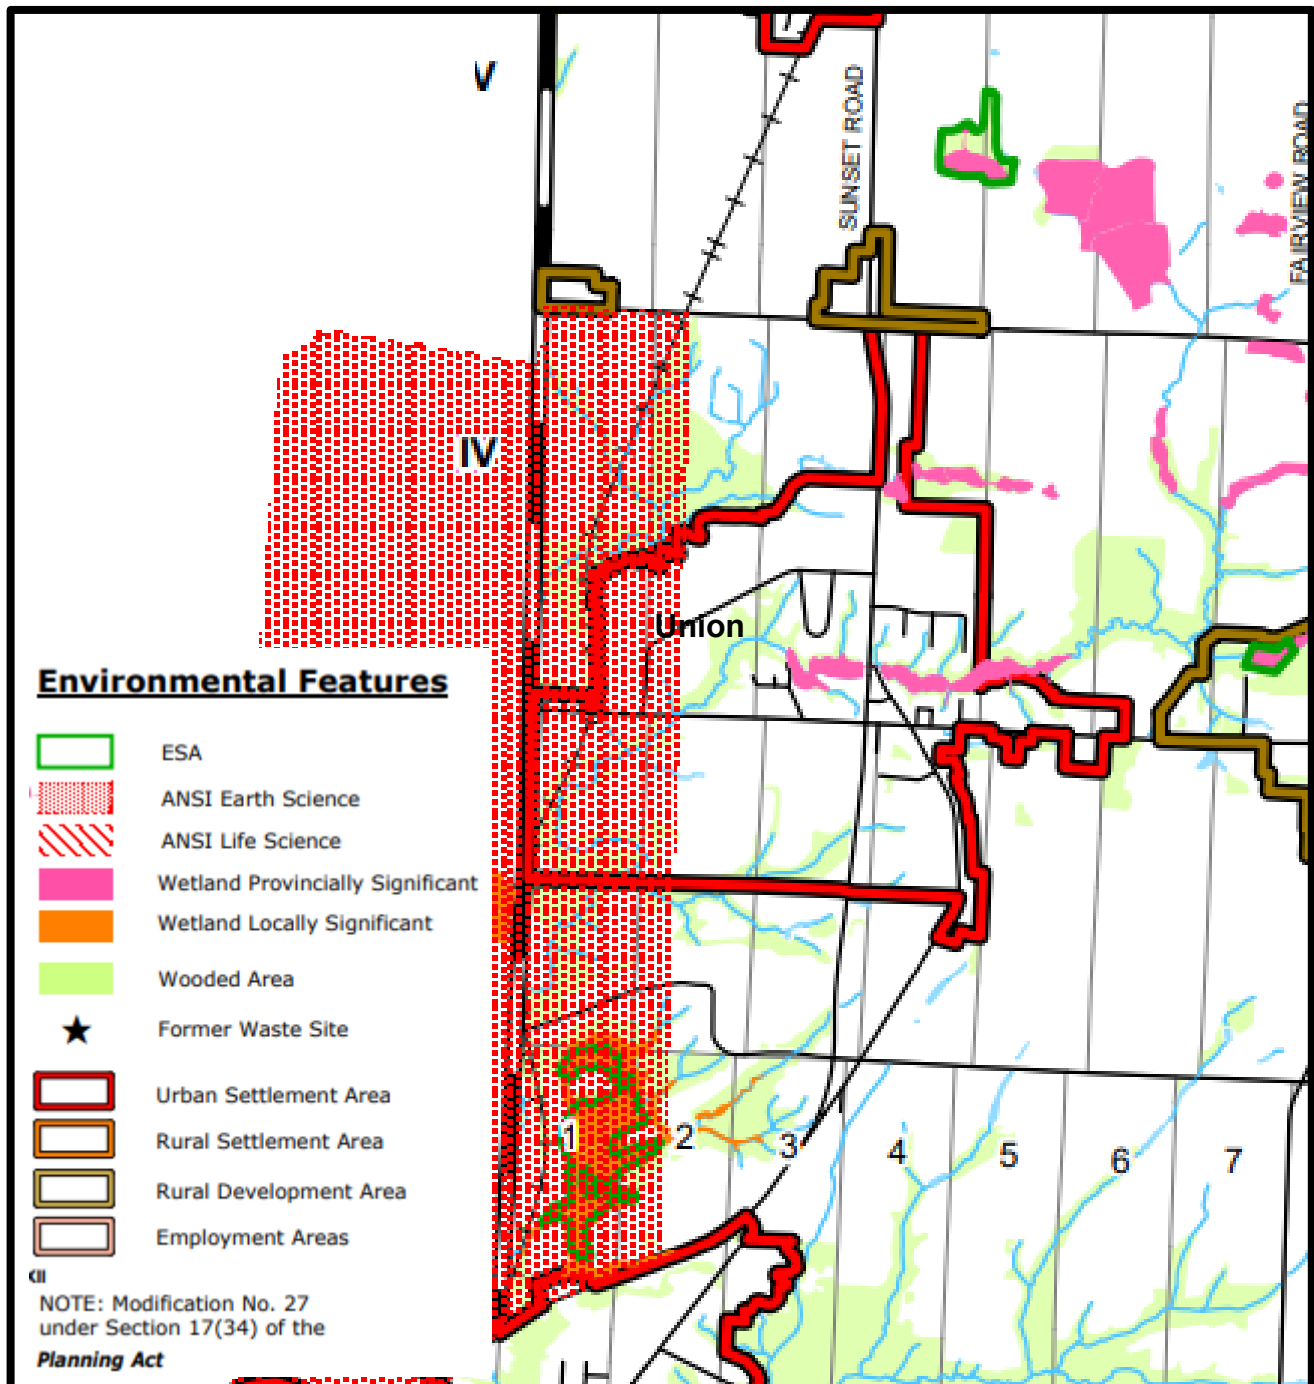 V
SUNSET ROAD
FAIRVIEW ROAD
IV
Union
Environmental Features
ESA
ANSI Earth Science
ANSI Life Science
Wetland Provincially Significant
Wetland Locally Significant
Wooded Area
Former Waste Site
Urban Settlement Area
Rural Settlement Area
Rural Development Area
Employment Areas
XII
NOTE: Modification No. 27
under Section 17(34) of the
Planning Act
1 2 3 4 5 6 7